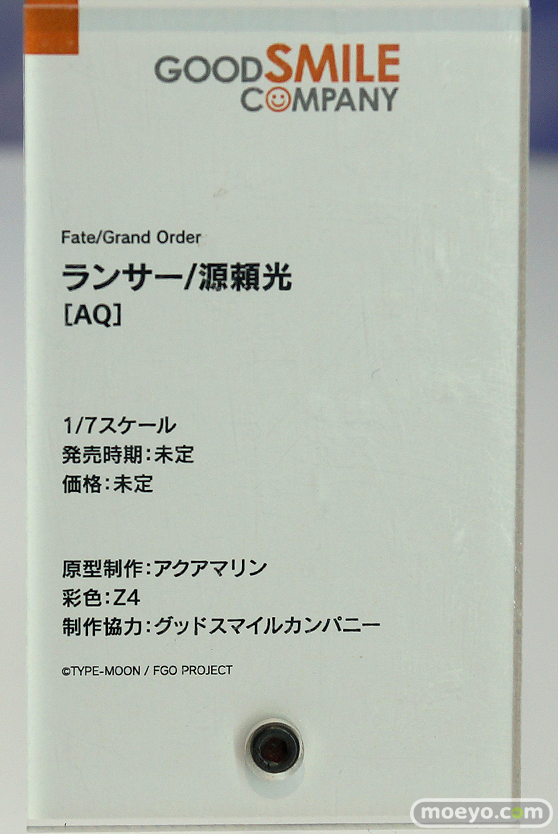 GOODSMILE
COMPANY
Fate/Grand Order
ランサー/源頼光
[AQ]
1/7スケール
発売時期:未定
価格:未定
原型制作:アクアマリン
彩色:Z4
制作協力:グッドスマイルカンパニー
©TYPE-MOON / FGO PROJECT
moeyo.com